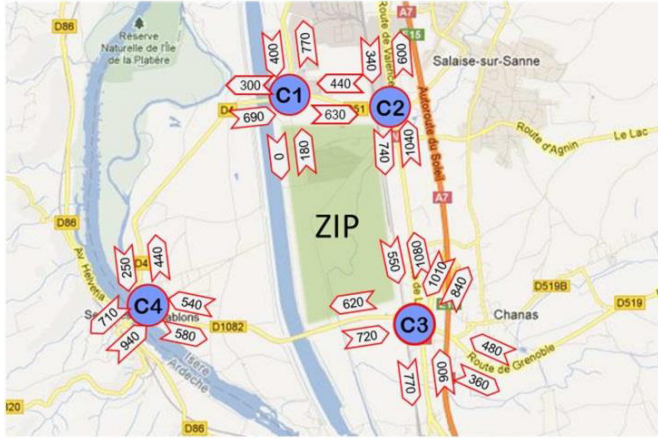 D86
A7
E15
Réserve
Naturelle de l'Île
de la Platière
400
770
340
600
Route de Valence
Salaise-sur-Sanne
300
C1
440
C2
D4
690
630
51
Autoroute du Soleil
0
180
740
1040
Route d'Agnin
Le Lac
A7
D86
ZIP
Av Helvetia
D4
250
440
550
1080
1010
840
D519B
D519
C4
540
620
Chanas
710
ablons
D1082
C3
940
580
720
480
Route de Grenoble
Isère
Ardèche
770
900
360
D86